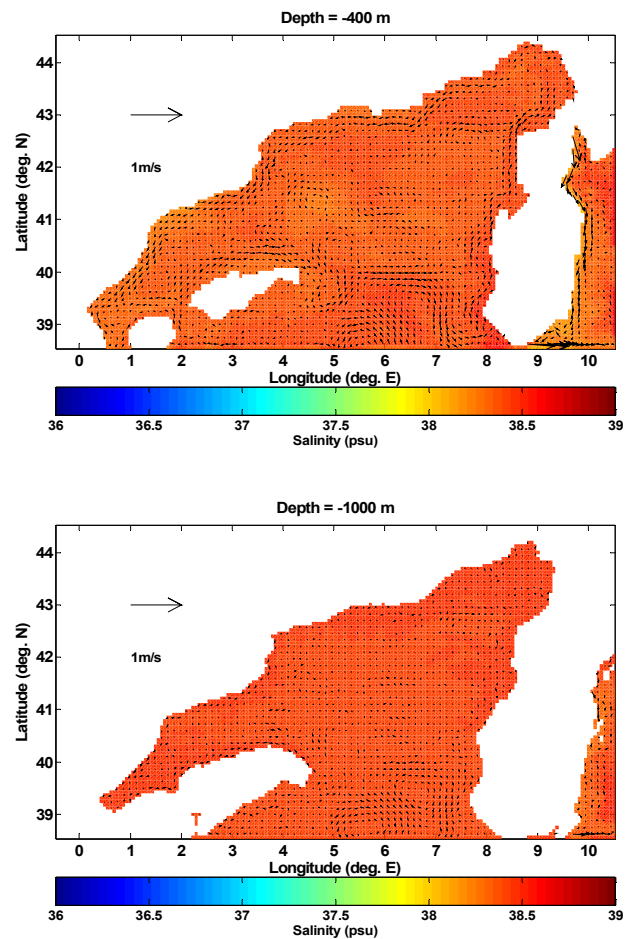 Depth = -400 m
44
43
42
41
40
39
Latitude (deg. N)
1m/s
0 1 2 3 4 5 6 7 8 9 10
Longitude (deg. E)
36 36.5 37 37.5 38 38.5 39
Salinity (psu)
Depth = -1000 m
44
43
42
41
40
39
Latitude (deg. N)
1m/s
0 1 2 3 4 5 6 7 8 9 10
Longitude (deg. E)
36 36.5 37 37.5 38 38.5 39
Salinity (psu)